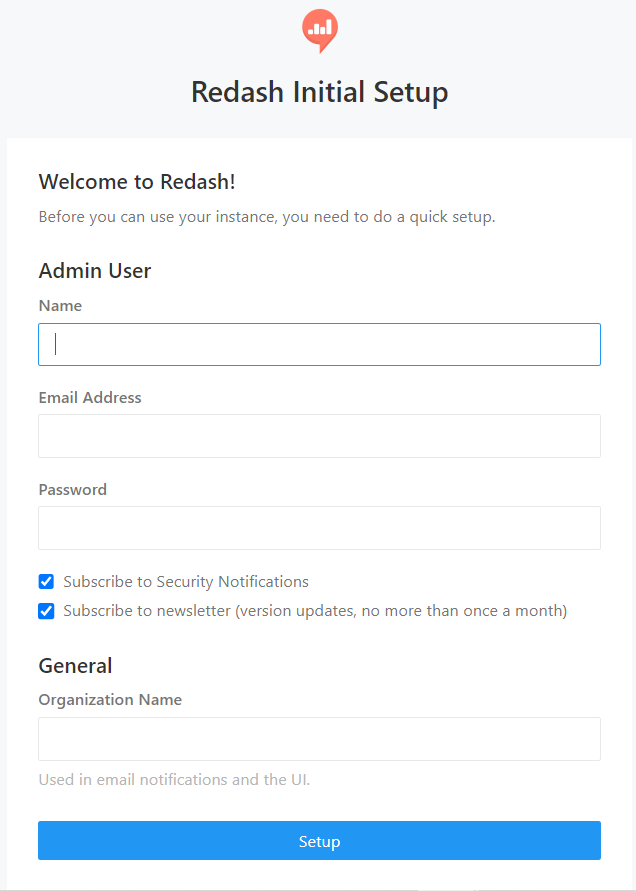 Redash Initial Setup
Welcome to Redash!
Before you can use your instance, you need to do a quick setup.
Admin User
Name
Email Address
Password
Subscribe to Security Notifications
Subscribe to newsletter (version updates, no more than once a month)
General
Organization Name
Used in email notifications and the UI.
Setup